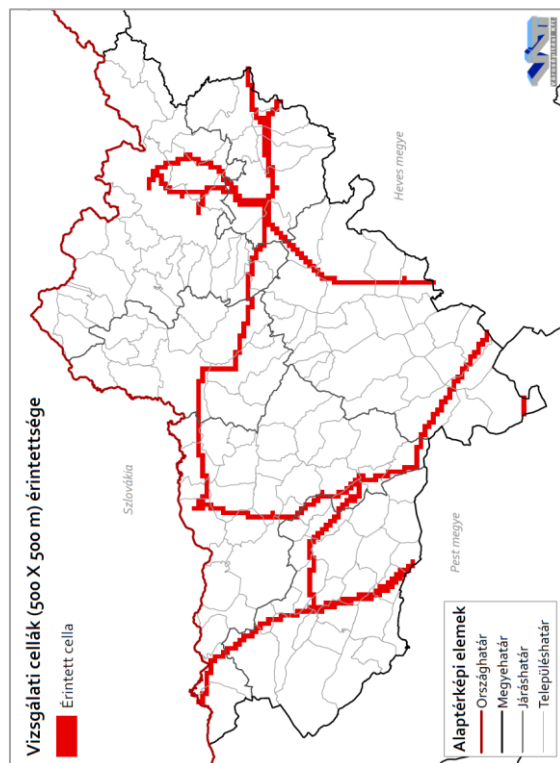 Vizsgálati cellák (500 X 500 m) érintettsége
Érintett cella
Szlovákia
Heves megye
Pest megye
Alaptérképi elemek
Országhatár
Megyehatár
Járáshatár
Településhatár